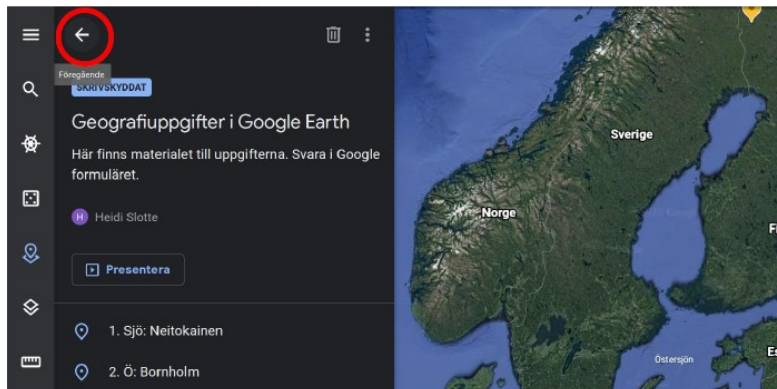 Föregående
SKRIVSKYDDAT
Geografiuppgifter i Google Earth
Här finns materialet till uppgifterna. Svara i Google
formuläret.
H Heidi Slotte
Presentera
1. Sjö: Neitokainen
2. Ö: Bornholm
Sverige
Norge
Östersjön